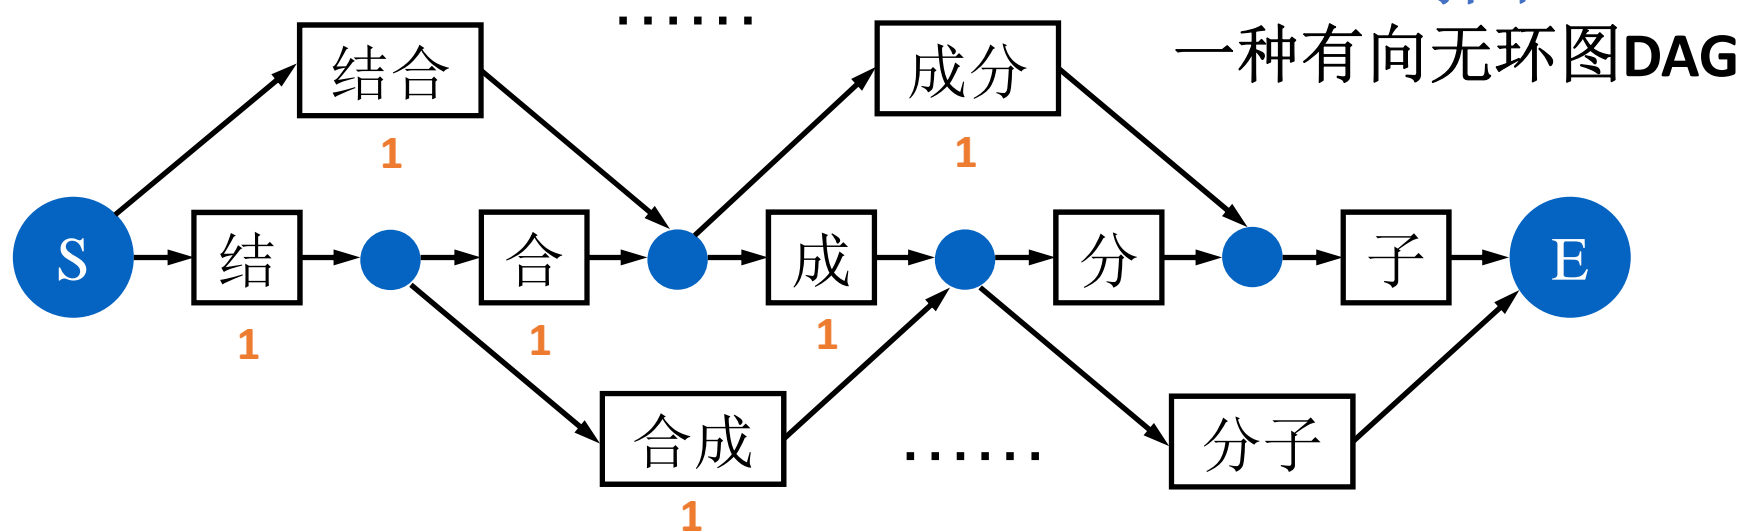 ......
一种有向无环图DAG
结合
成分
1
1
S
结
合
成
分
子
E
1
1
1
合成
分子
......
1